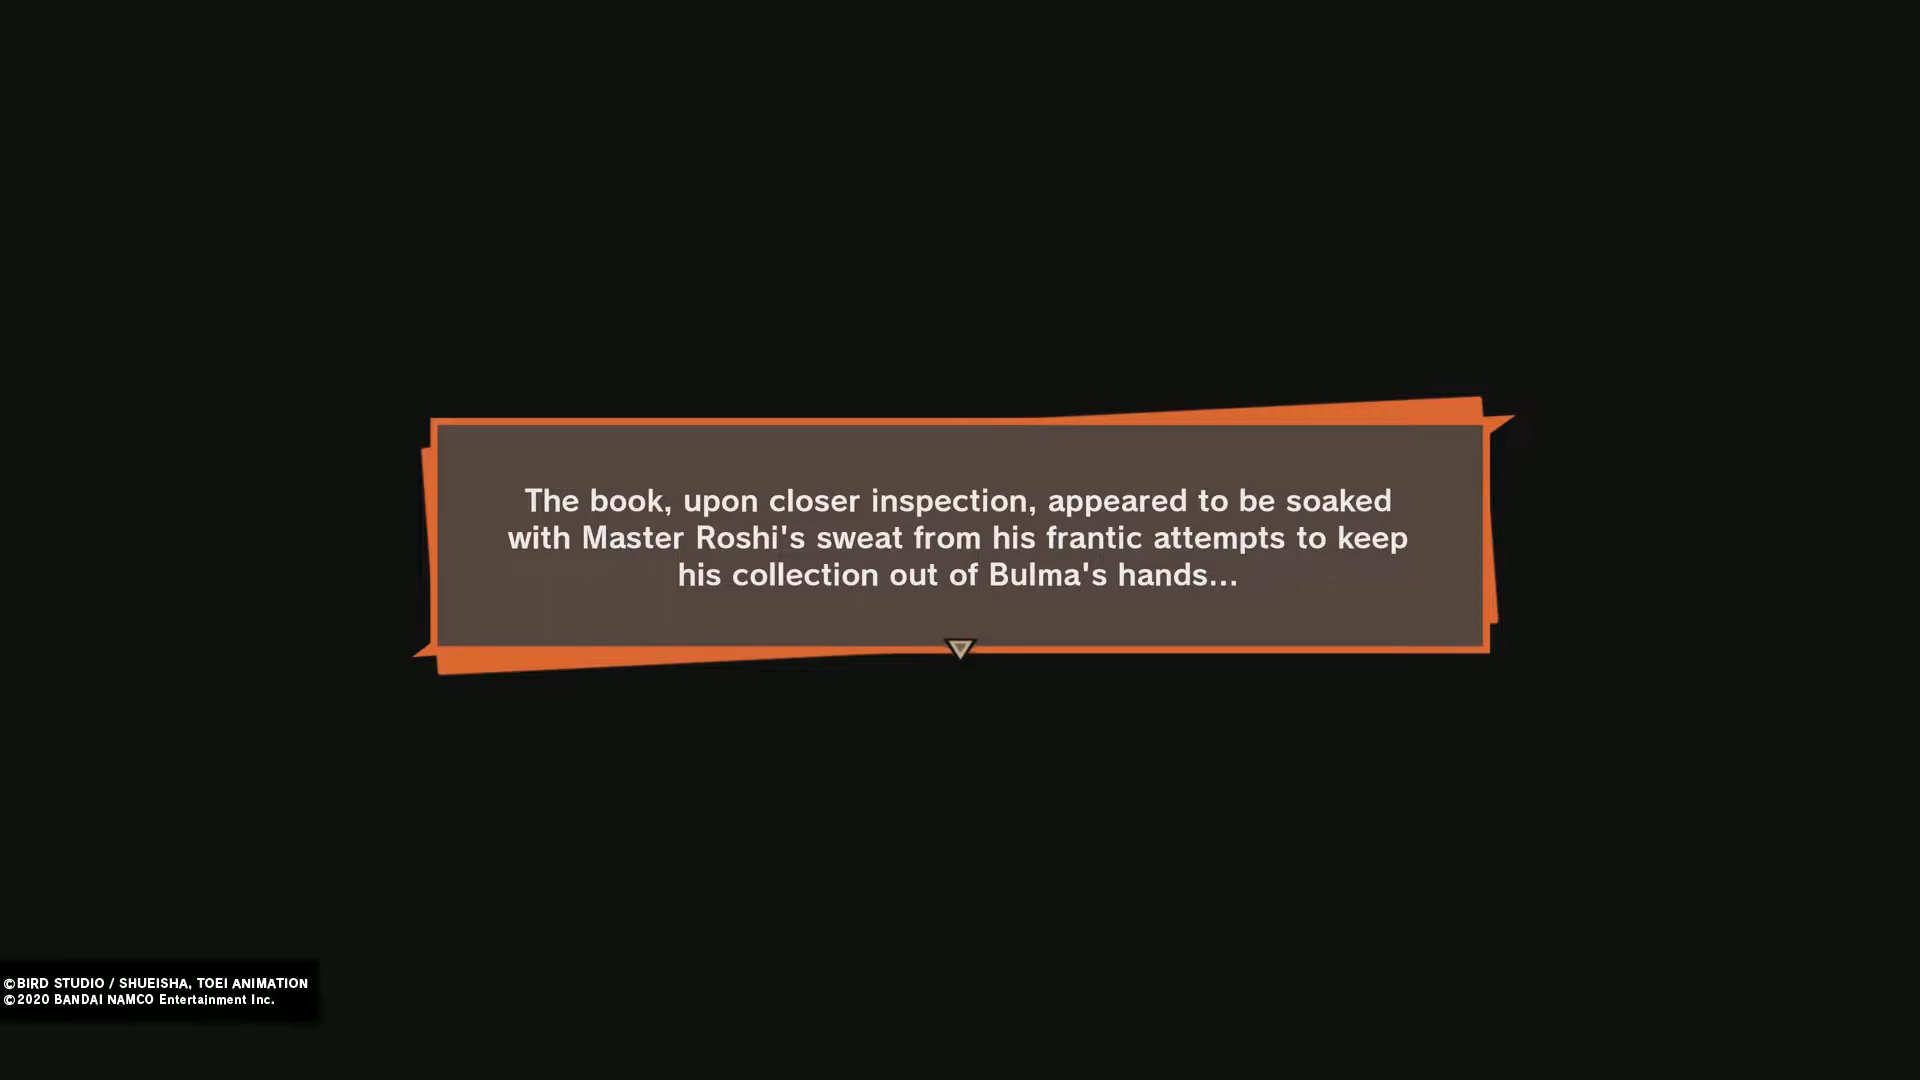 The book, upon closer inspection, appeared to be soaked
with Master Roshi's sweat from his frantic attempts to keep
his collection out of Bulma's hands...
©BIRD STUDIO / SHUEISHA, TOEI ANIMATION
©2020 BANDAI NAMCO Entertainment Inc.